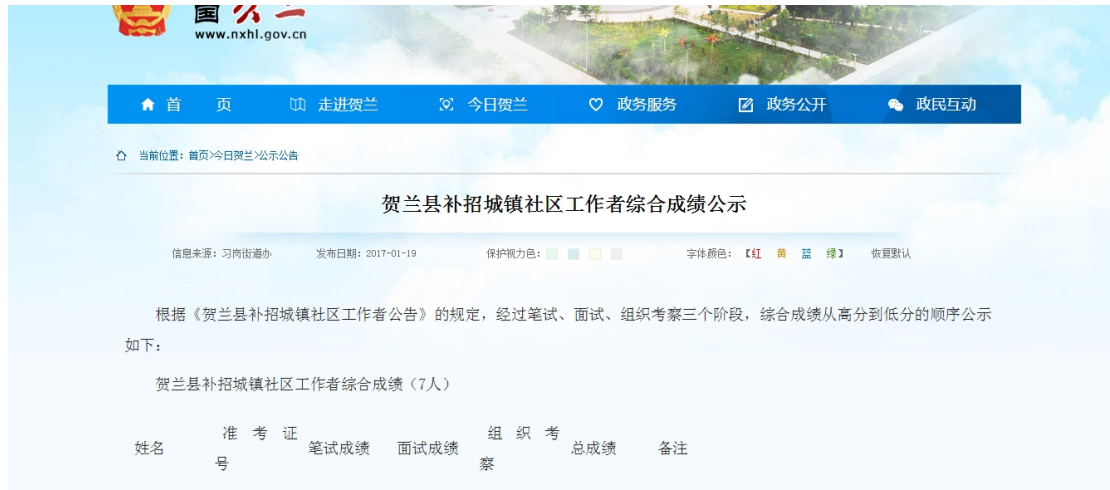 www.nxhl.gov.cn
首 页 走进贺兰 今日贺兰 政务服务 政务公开 政民互动
当前位置：首页>今日贺兰>公示公告
贺兰县补招城镇社区工作者综合成绩公示
信息来源：习岗街道办 发布日期：2017-01-19 保护视力色： 字体颜色：【红 黄 蓝 绿】 恢复默认
根据《贺兰县补招城镇社区工作者公告》的规定，经过笔试、面试、组织考察三个阶段，综合成绩从高分到低分的顺序公示
如下：
贺兰县补招城镇社区工作者综合成绩（7人）
姓名 准考证号 笔试成绩 面试成绩 组织考察 总成绩 备注